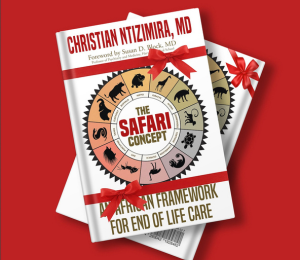 CHRISTIAN NTIZIMIRA, MD
Foreword by Susan D. Block, MD
THE
SAFARI
CONCEPT
AN AFRICAN FRAMEWORK
FOR END OF LIFE CARE